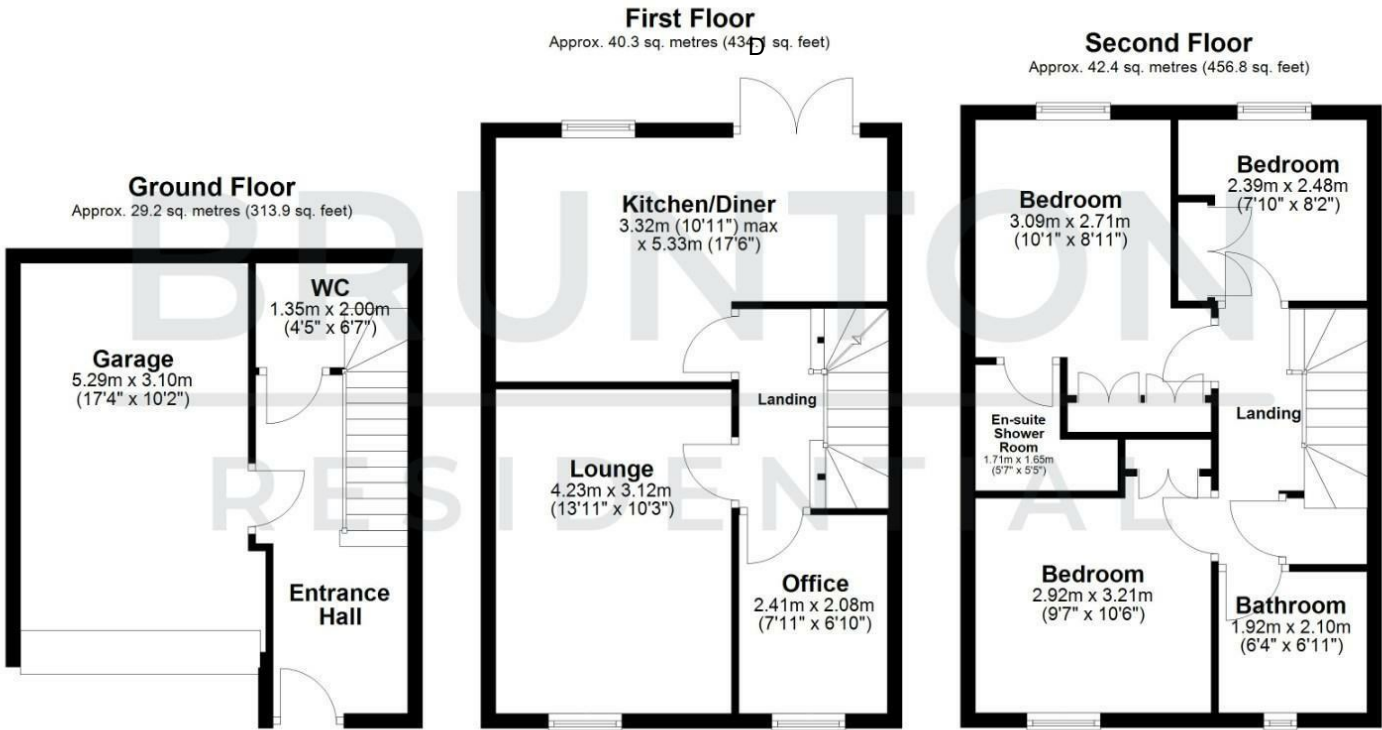 First Floor
Approx. 40.3 sq. metres (434.1 sq. feet)
D
Second Floor
Approx. 42.4 sq. metres (456.8 sq. feet)
Ground Floor
Approx. 29.2 sq. metres (313.9 sq. feet)
BRUNTON
RESIDENTIAL
WC
1.35m x 2.00m
(4'5" x 6'7")
Garage
5.29m x 3.10m
(17'4" x 10'2")
Entrance
Hall
Kitchen/Diner
3.32m (10'11") max
x 5.33m (17'6")
Landing
Lounge
4.23m x 3.12m
(13'11" x 10'3")
Office
2.41m x 2.08m
(7'11" x 6'10")
Bedroom
3.09m x 2.71m
(10'1" x 8'11")
Bedroom
2.39m x 2.48m
(7'10" x 8'2")
En-suite
Shower
Room
1.71m x 1.65m
(5'7" x 5'5")
Landing
Bedroom
2.92m x 3.21m
(9'7" x 10'6")
Bathroom
1.92m x 2.10m
(6'4" x 6'11")